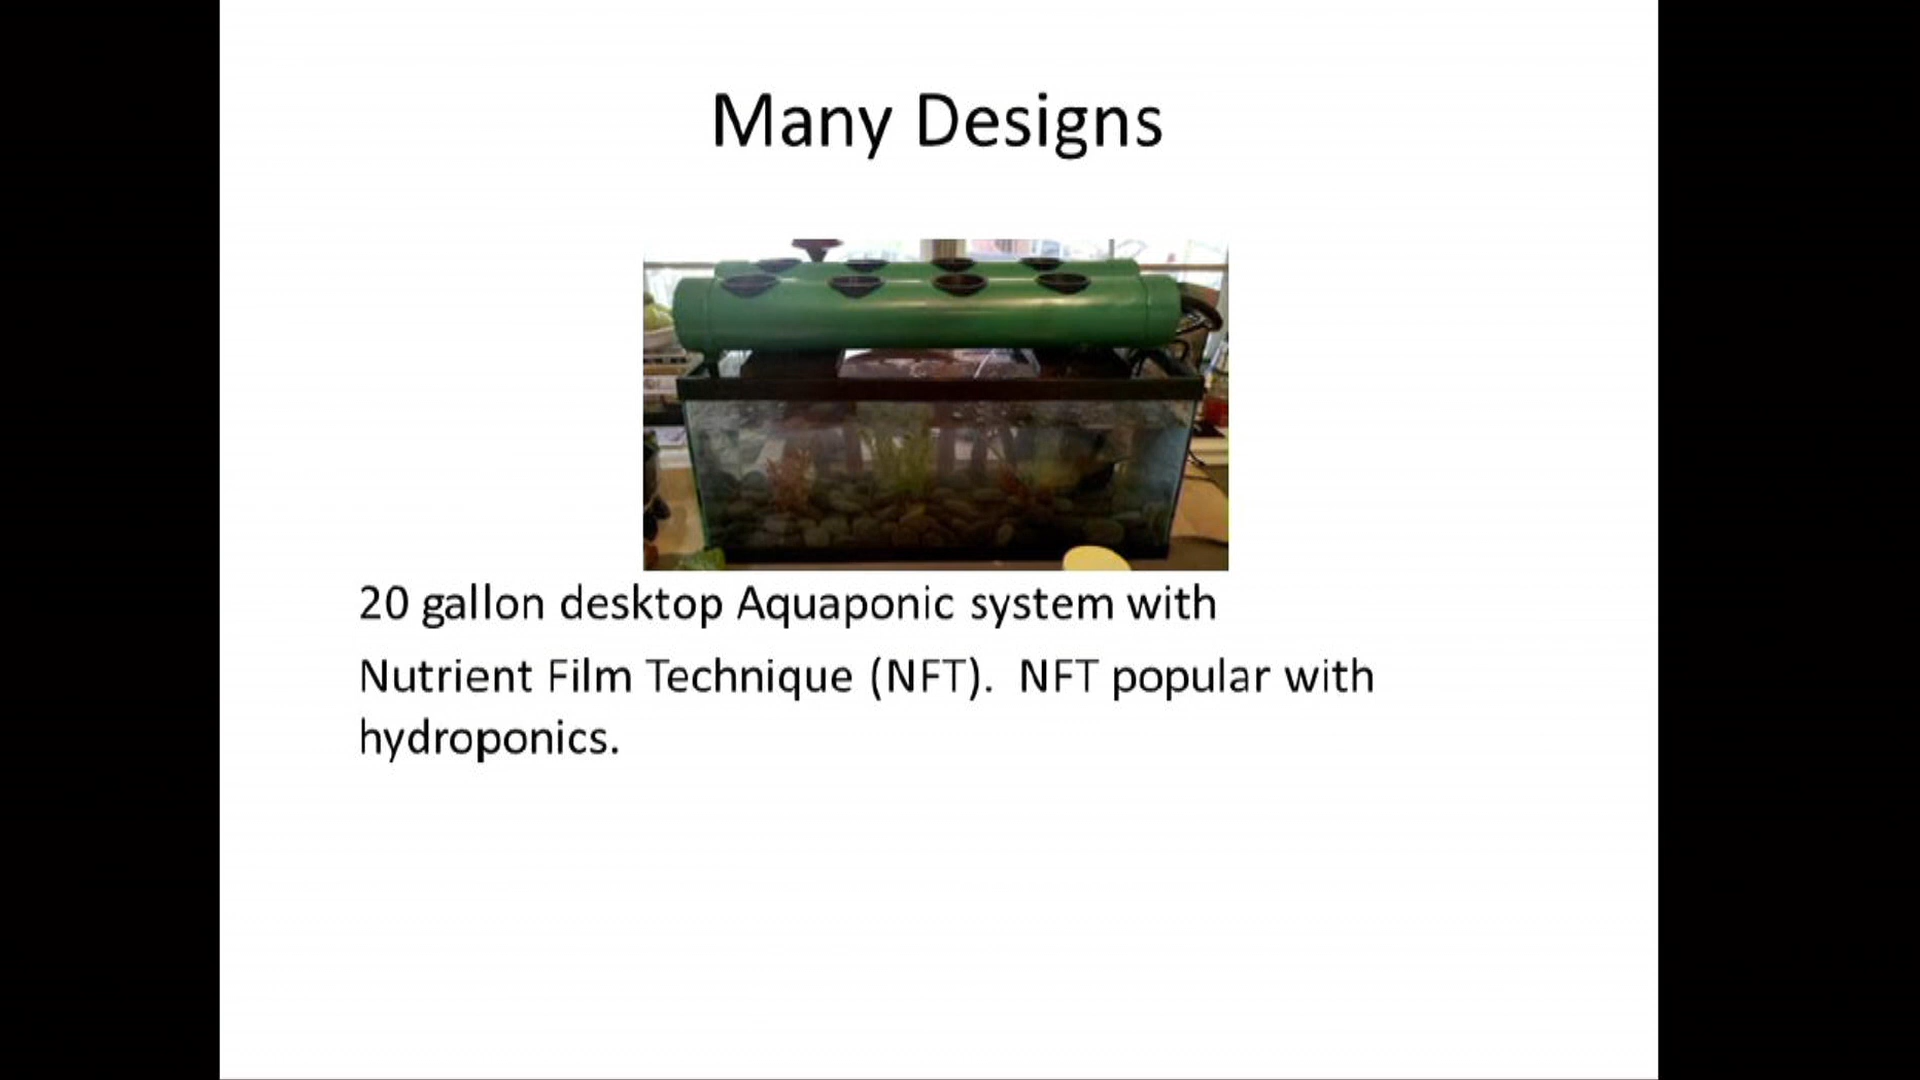 Many Designs
20 gallon desktop Aquaponic system with
Nutrient Film Technique (NFT).  NFT popular with
hydroponics.